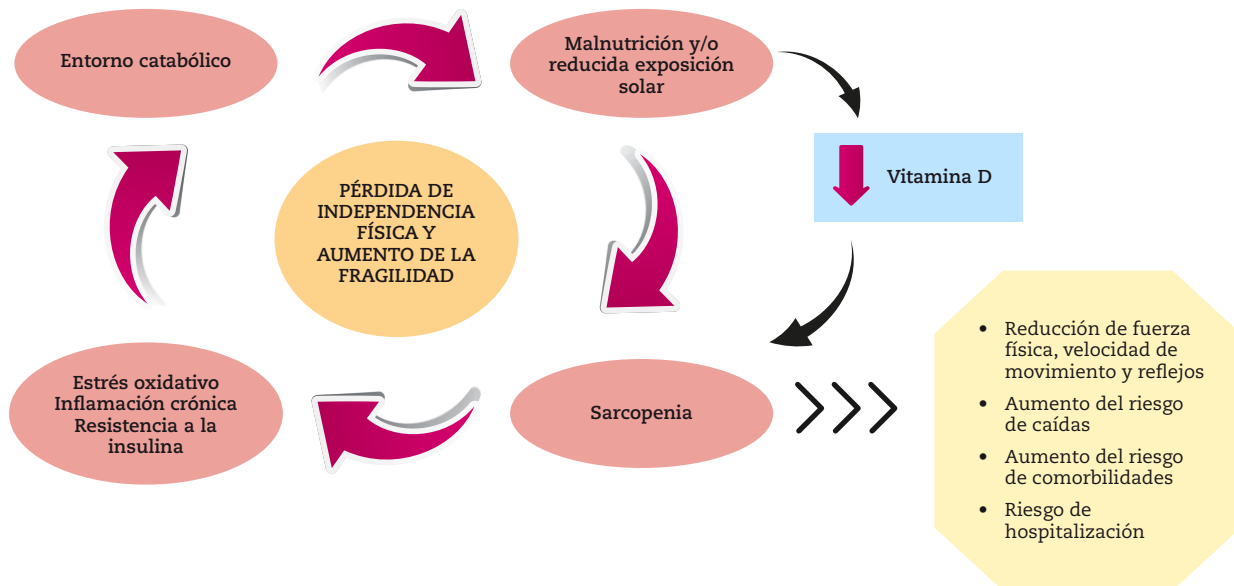 Entorno catabólico
Malnutrición y/o
reducida exposición
solar
Vitamina D
PÉRDIDA DE
INDEPENDENCIA
FÍSICA Y
AUMENTO DE LA
FRAGILIDAD
Estrés oxidativo
Inflamación crónica
Resistencia a la
insulina
Sarcopenia
• Reducción de fuerza
física, velocidad de
movimiento y reflejos
• Aumento del riesgo
de caídas
• Aumento del riesgo
de comorbilidades
• Riesgo de
hospitalización